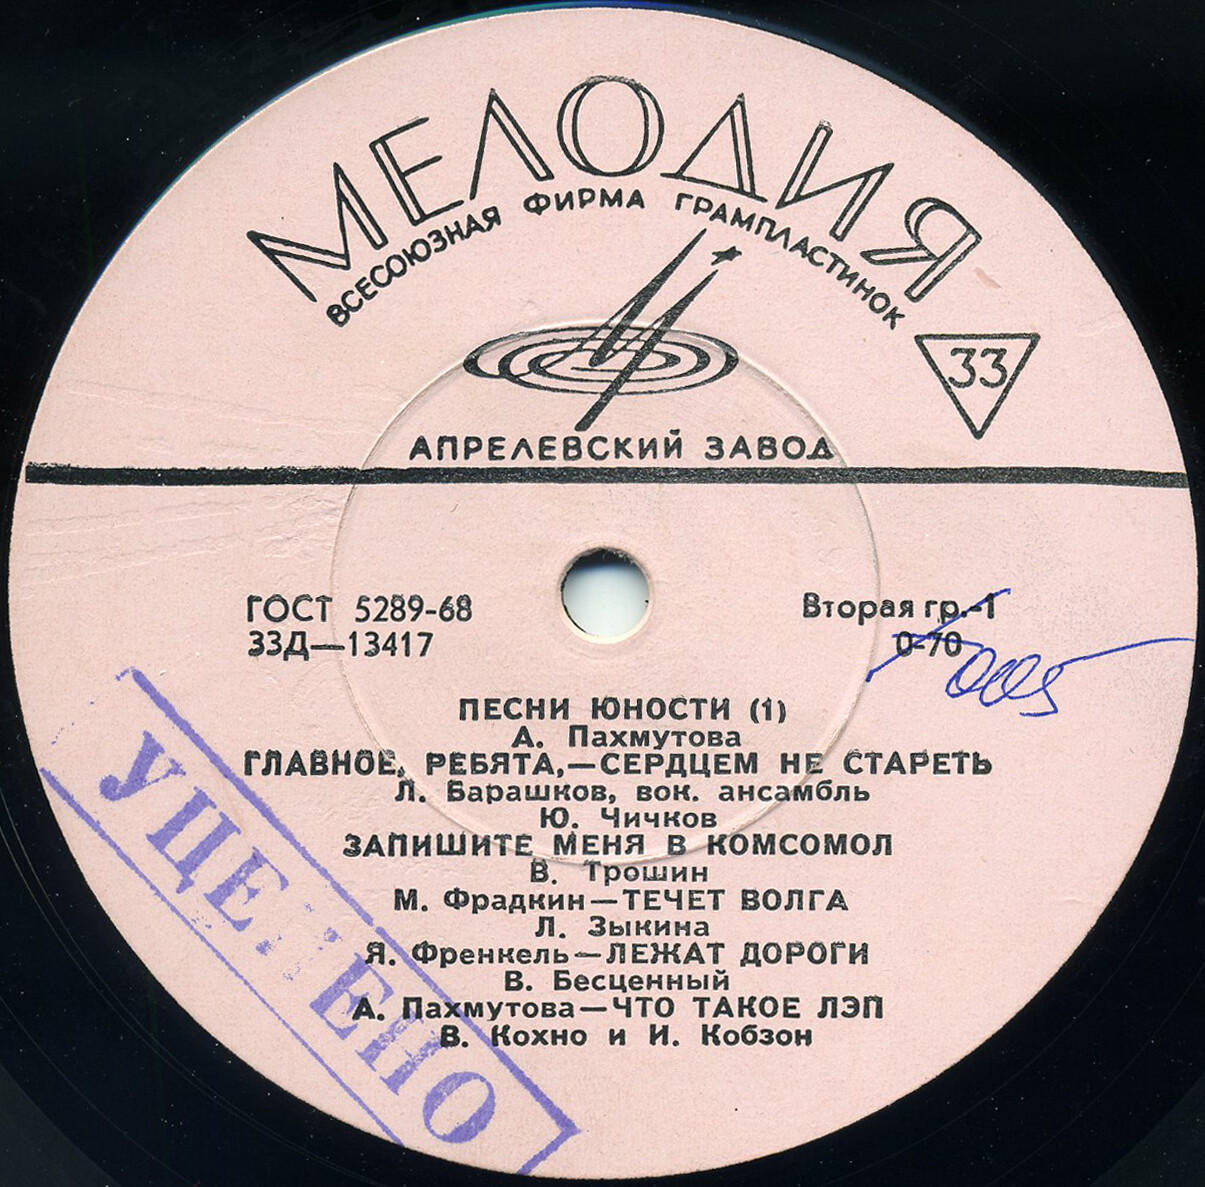 МЕЛОДИЯ
ВСЕСОЮЗНАЯ ФИРМА ГРАМПЛАСТИНОК
33
АПРЕЛЕВСКИЙ ЗАВОД
ГОСТ 5289-68
33Д—13417
Вторая гр.-1
0-70
ПЕСНИ ЮНОСТИ (1)
А. Пахмутова
ГЛАВНОЕ, РЕБЯТА,—СЕРДЦЕМ НЕ СТАРЕТЬ
Л. Барашков, вок. ансамбль
Ю. Чичков
ЗАПИШИТЕ МЕНЯ В КОМСОМОЛ
В. Трошин
М. Фрадкин—ТЕЧЕТ ВОЛГА
Л. Зыкина
Я. Френкель—ЛЕЖАТ ДОРОГИ
В. Бесценный
А. Пахмутова—ЧТО ТАКОЕ ЛЭП
В. Кохно и И. Кобзон
УЦЕНЕНО